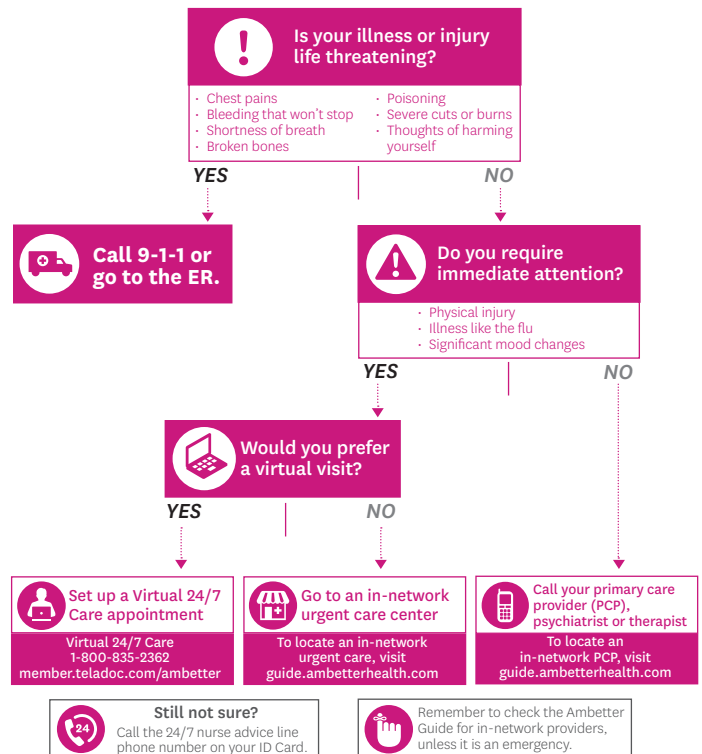 Is your illness or injury
life threatening?
· Chest pains
· Bleeding that won't stop
· Shortness of breath
· Broken bones
· Poisoning
· Severe cuts or burns
· Thoughts of harming
yourself
YES
NO
Call 9-1-1 or
go to the ER.
Do you require
immediate attention?
· Physical injury
· Illness like the flu
· Significant mood changes
YES
NO
Would you prefer
a virtual visit?
YES
NO
Set up a Virtual 24/7
Care appointment
Virtual 24/7 Care
1-800-835-2362
member.teladoc.com/ambetter
Go to an in-network
urgent care center
To locate an in-network
urgent care, visit
guide.ambetterhealth.com
Call your primary care
provider (PCP),
psychiatrist or therapist
To locate an
in-network PCP, visit
guide.ambetterhealth.com
24
Still not sure?
Call the 24/7 nurse advice line
phone number on your ID Card.
Remember to check the Ambetter
Guide for in-network providers,
unless it is an emergency.